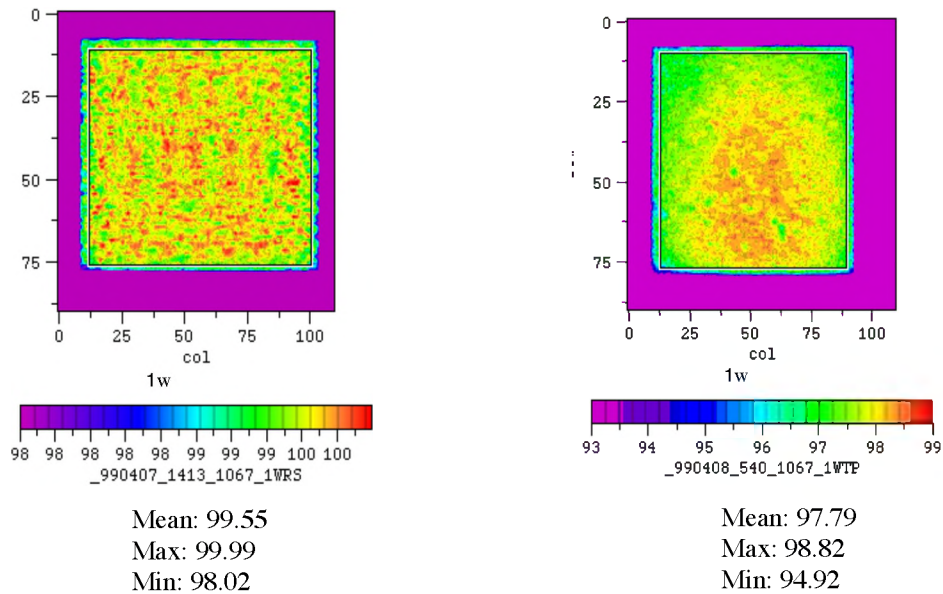 0
25
50
75
0 25 50 75 100
col
1w
98 98 98 98 98 99 99 99 100 100
_990407_1413_1067_1WRS
Mean: 99.55
Max: 99.99
Min: 98.02
0
25
50
75
0 25 50 75 100
col
1w
93 94 95 96 97 98 99
_990408_540_1067_1WTP
Mean: 97.79
Max: 98.82
Min: 94.92